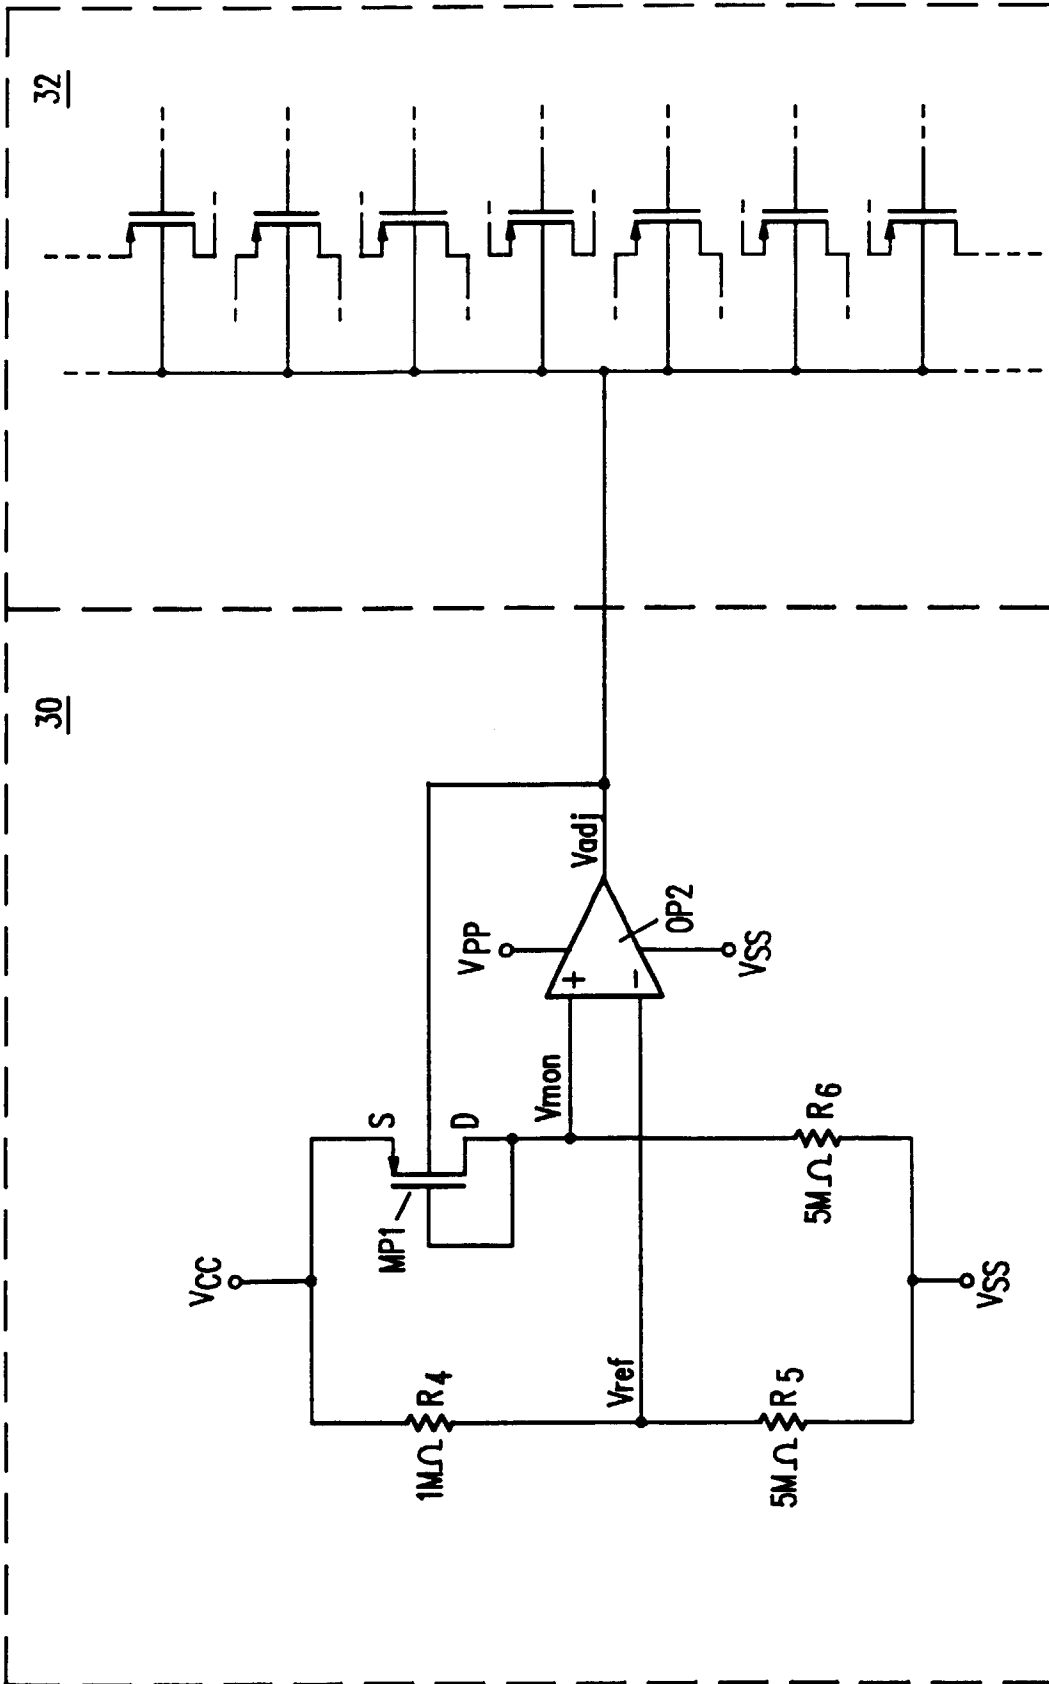 32
30
Vadj
VPP
OP2
VSS
+
−
Vmon
S
D
MP1
R6
5MΩ
VCC
VSS
Vref
R4
1MΩ
R5
5MΩ